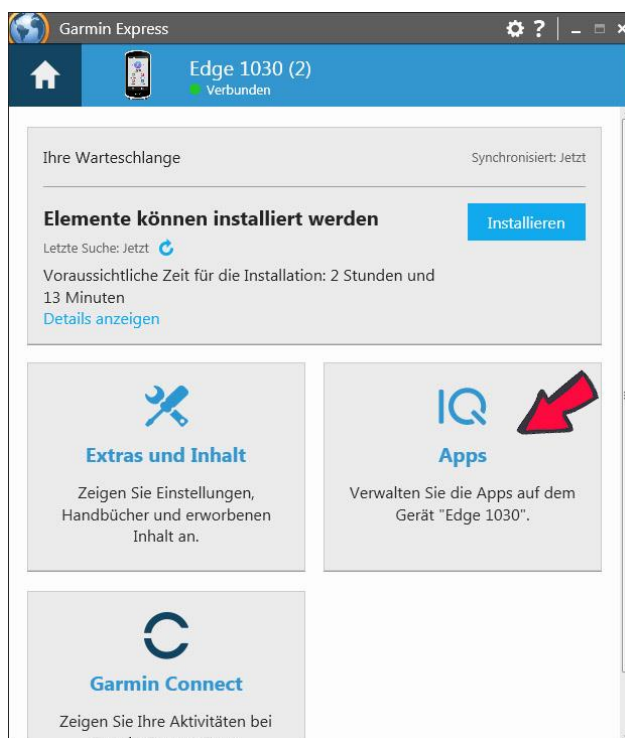 Garmin Express
?
Edge 1030 (2)
Verbunden
Ihre Warteschlange
Synchronisiert: Jetzt
Elemente können installiert werden
Installieren
Letzte Suche: Jetzt
Voraussichtliche Zeit für die Installation: 2 Stunden und
13 Minuten
Details anzeigen
Extras und Inhalt
Zeigen Sie Einstellungen,
Handbücher und erworbenen
Inhalt an.
IQ
Apps
Verwalten Sie die Apps auf dem
Gerät "Edge 1030".
Garmin Connect
Zeigen Sie Ihre Aktivitäten bei